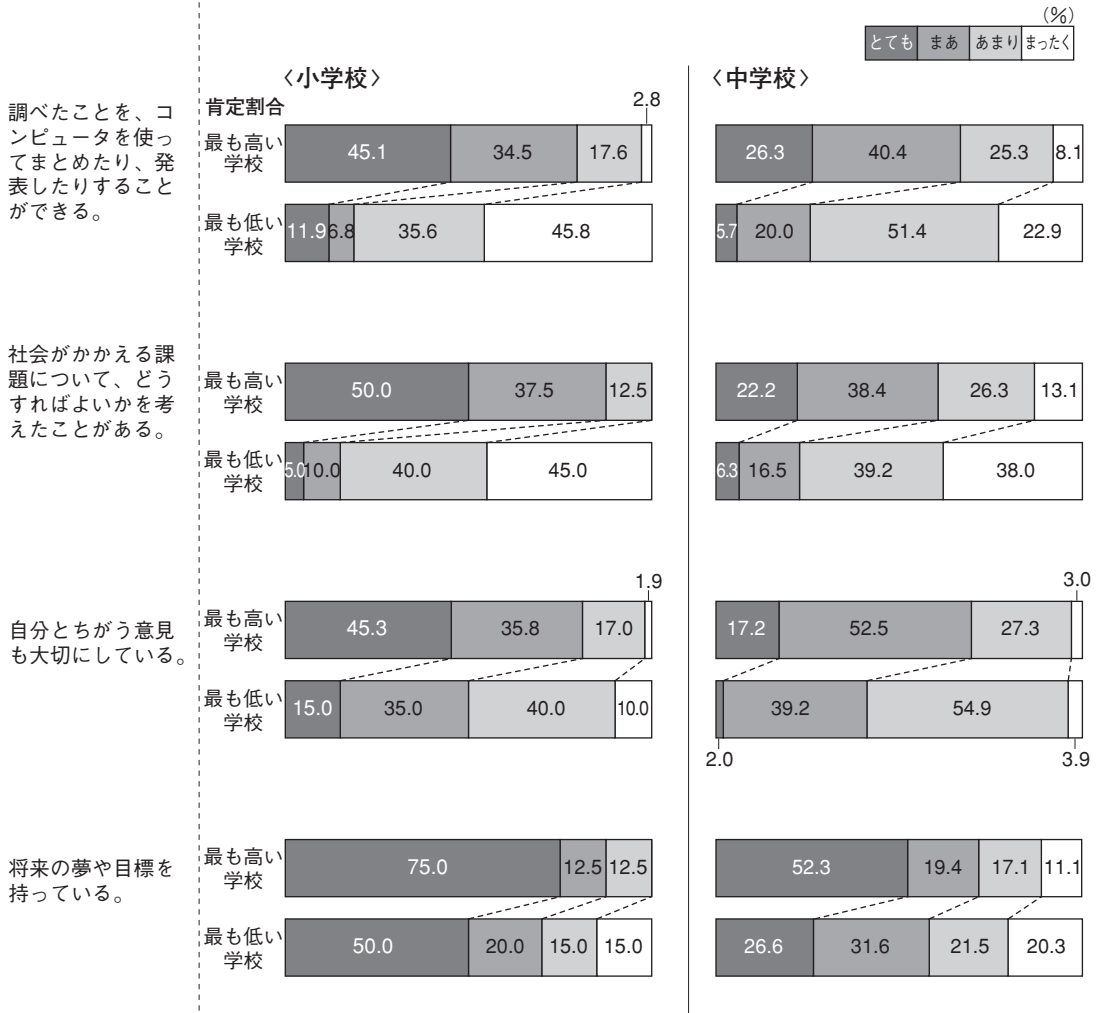 (%)
とても まあ あまり まったく
〈小学校〉 〈中学校〉
調べたことを、コ
ンピュータを使っ
てまとめたり、発
表したりすること
ができる。
肯定割合
最も高い
学校
45.1 34.5 17.6 2.8
26.3 40.4 25.3 8.1
最も低い
学校
11.9 6.8 35.6 45.8
5.7 20.0 51.4 22.9
社会がかかえる課
題について、どう
すればよいかを考
えたことがある。
最も高い
学校
50.0 37.5 12.5
22.2 38.4 26.3 13.1
最も低い
学校
5.0 10.0 40.0 45.0
6.3 16.5 39.2 38.0
自分とちがう意見
も大切にしている。
最も高い
学校
45.3 35.8 17.0 1.9
17.2 52.5 27.3 3.0
最も低い
学校
15.0 35.0 40.0 10.0
2.0 39.2 54.9 3.9
将来の夢や目標を
持っている。
最も高い
学校
75.0 12.5 12.5
52.3 19.4 17.1 11.1
最も低い
学校
50.0 20.0 15.0 15.0
26.6 31.6 21.5 20.3